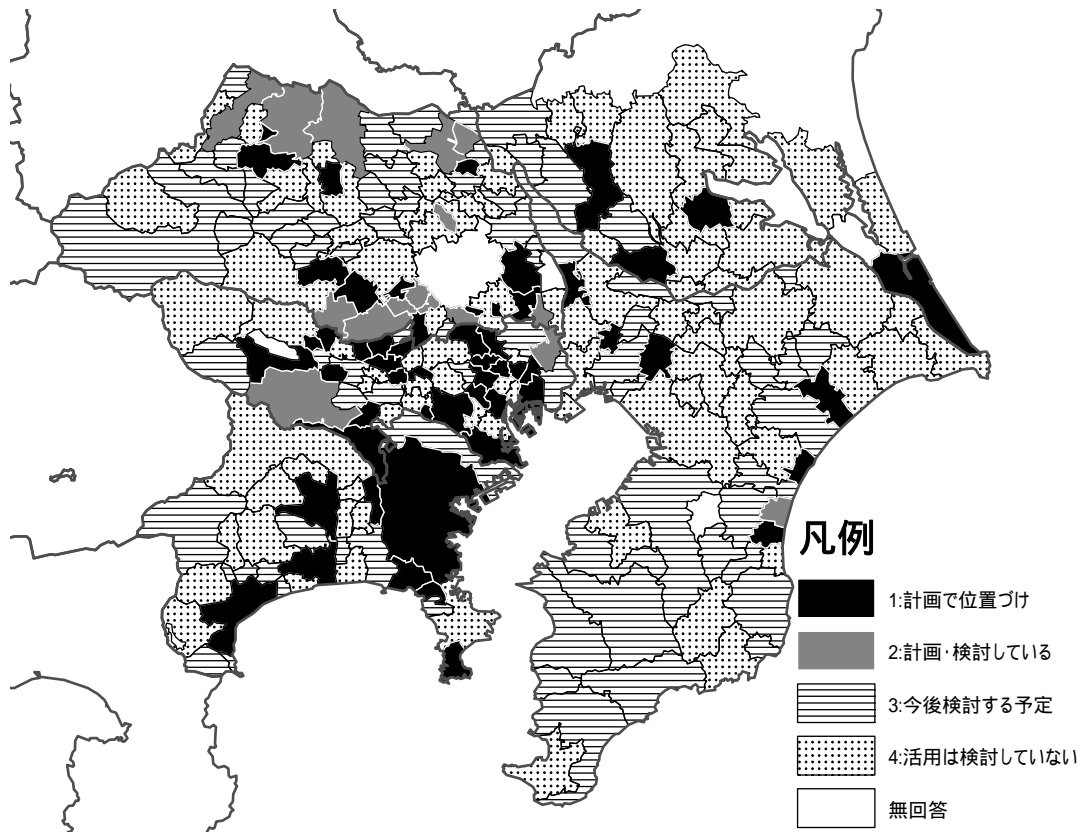 凡例
1:計画で位置づけ
2:計画・検討している
3:今後検討する予定
4:活用は検討していない
無回答